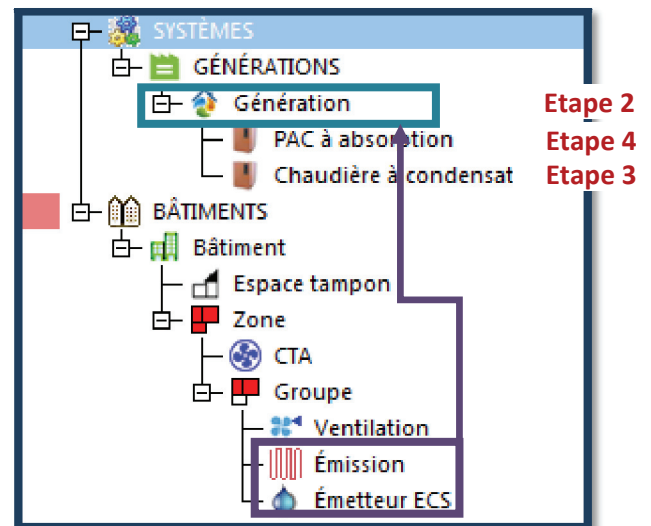 SYSTÈMES
GÉNÉRATIONS
Génération Etape 2
PAC à absorption Etape 4
Chaudière à condensat Etape 3
BÂTIMENTS
Bâtiment
Espace tampon
Zone
CTA
Groupe
Ventilation
Émission
Émetteur ECS